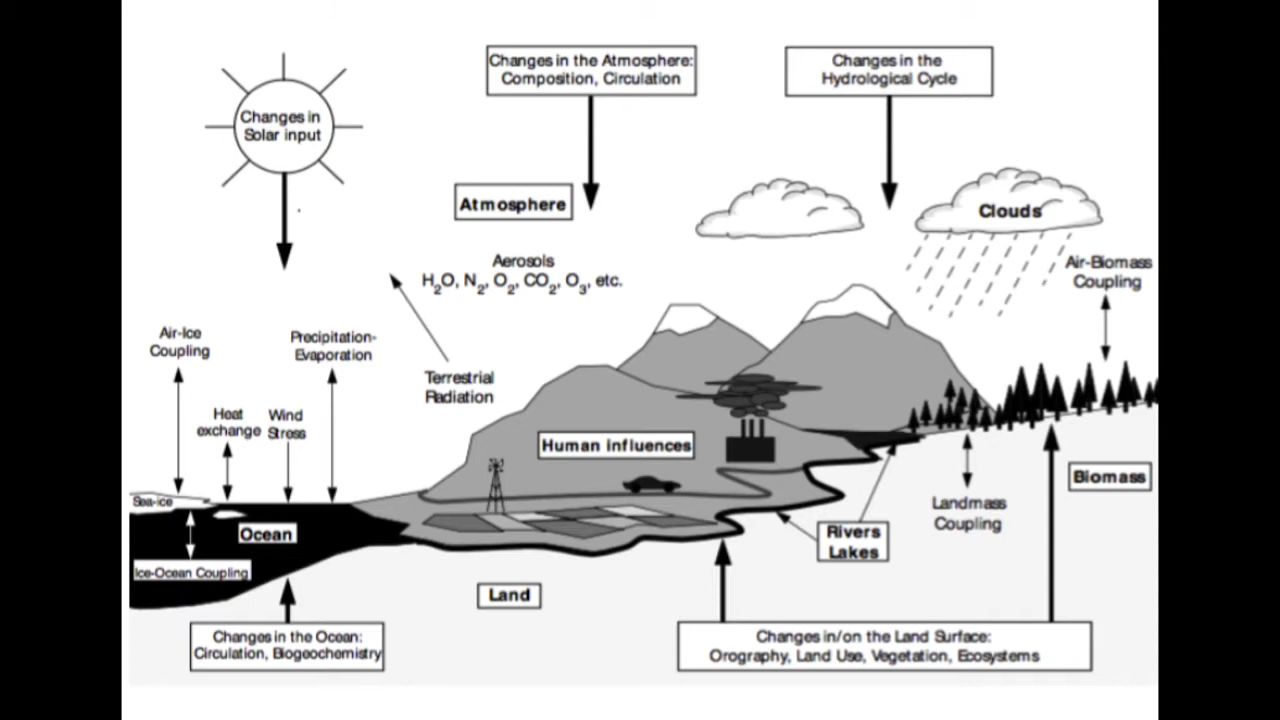 Changes in the Atmosphere:
Composition, Circulation
Changes in the
Hydrological Cycle
Changes in
Solar input
Atmosphere
Clouds
Aerosols
H₂O, N₂, O₂, CO₂, O₃, etc.
Air-Biomass
Coupling
Air-Ice
Coupling
Precipitation-
Evaporation
Terrestrial
Radiation
Heat
exchange
Wind
Stress
Human influences
Biomass
Sea-ice
Landmass
Coupling
Ocean
Rivers
Lakes
Ice-Ocean Coupling
Land
Changes in the Ocean:
Circulation, Biogeochemistry
Changes in/on the Land Surface:
Orography, Land Use, Vegetation, Ecosystems